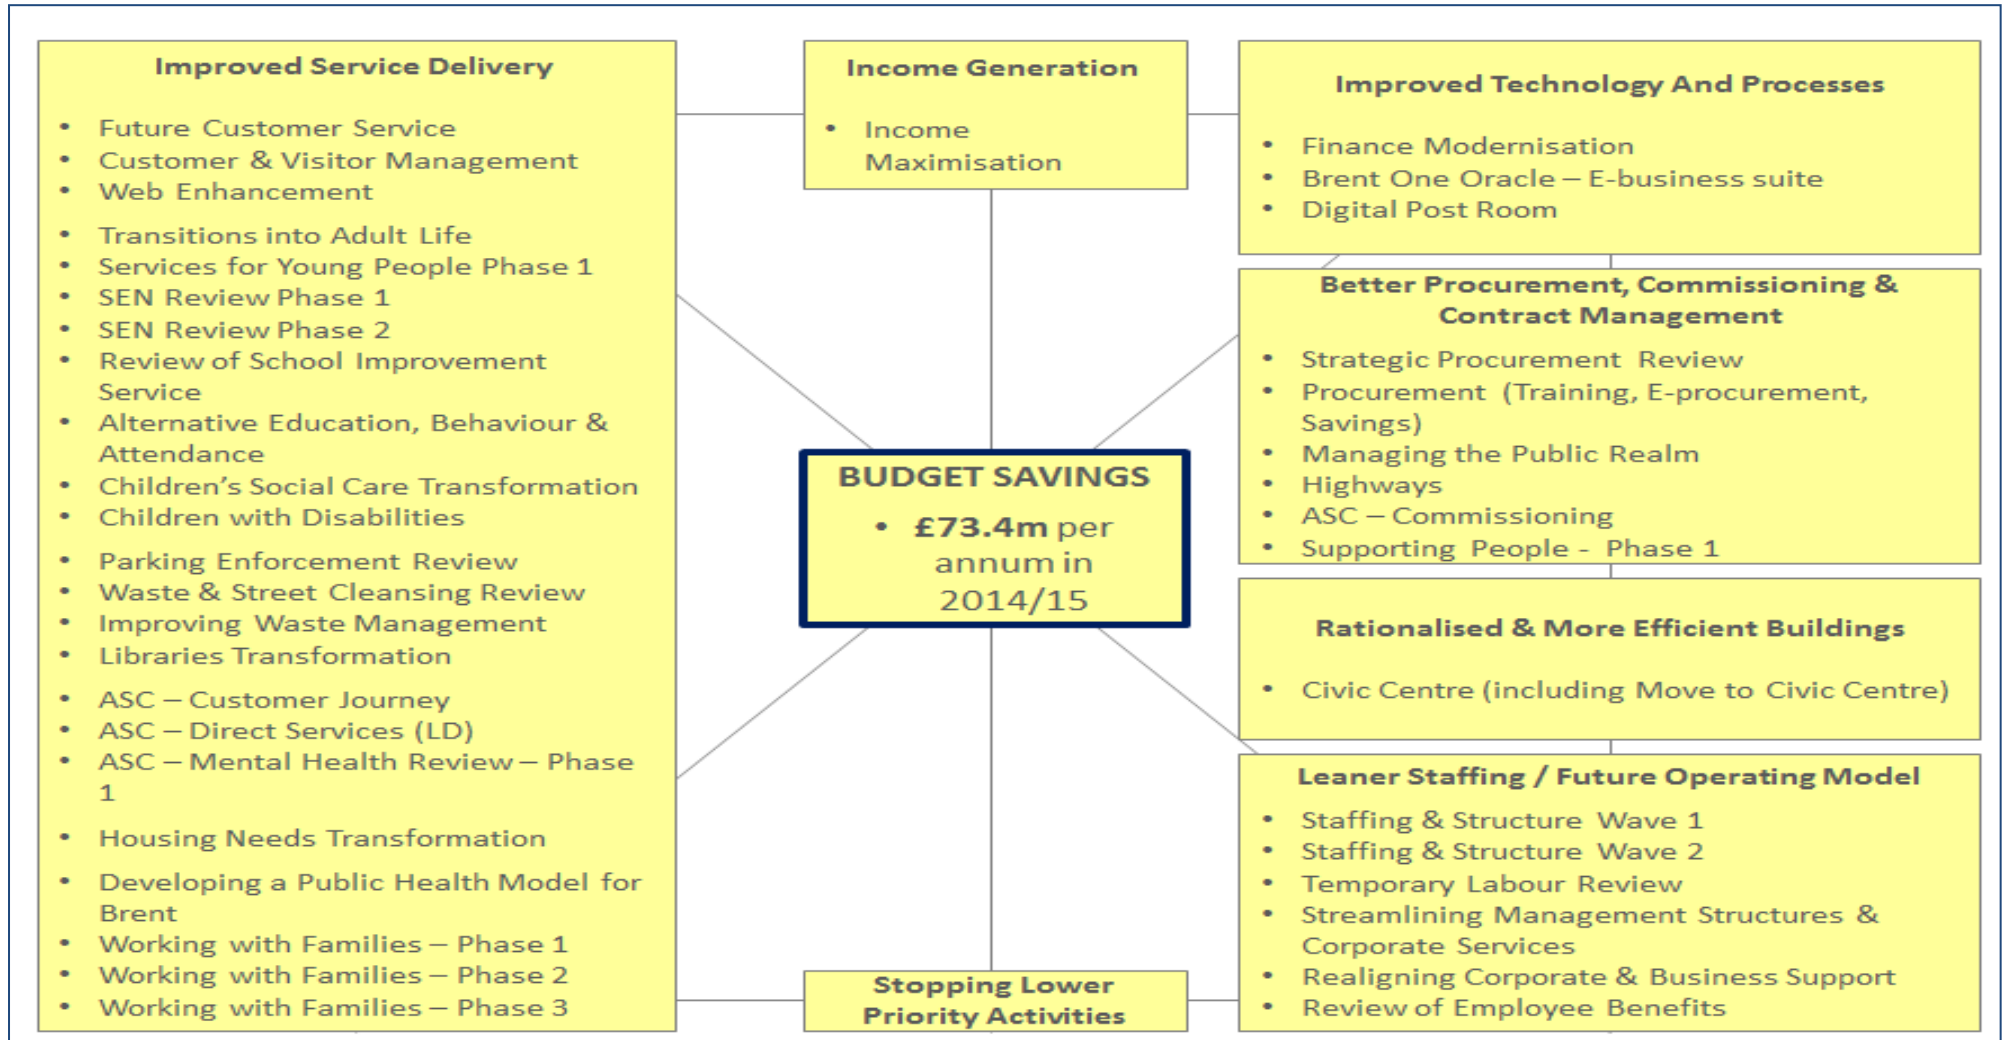 Improved Service Delivery
• Future Customer Service
• Customer & Visitor Management
• Web Enhancement
• Transitions into Adult Life
• Services for Young People Phase 1
• SEN Review Phase 1
• SEN Review Phase 2
• Review of School Improvement
Service
• Alternative Education, Behaviour &
Attendance
• Children’s Social Care Transformation
• Children with Disabilities
• Parking Enforcement Review
• Waste & Street Cleansing Review
• Improving Waste Management
• Libraries Transformation
• ASC – Customer Journey
• ASC – Direct Services (LD)
• ASC – Mental Health Review – Phase
1
• Housing Needs Transformation
• Developing a Public Health Model for
Brent
• Working with Families – Phase 1
• Working with Families – Phase 2
• Working with Families – Phase 3
Income Generation
• Income
Maximisation
BUDGET SAVINGS
• £73.4m per
annum in
2014/15
Stopping Lower
Priority Activities
Improved Technology And Processes
• Finance Modernisation
• Brent One Oracle – E-business suite
• Digital Post Room
Better Procurement, Commissioning &
Contract Management
• Strategic Procurement Review
• Procurement (Training, E-procurement,
Savings)
• Managing the Public Realm
• Highways
• ASC – Commissioning
• Supporting People - Phase 1
Rationalised & More Efficient Buildings
• Civic Centre (including Move to Civic Centre)
Leaner Staffing / Future Operating Model
• Staffing & Structure Wave 1
• Staffing & Structure Wave 2
• Temporary Labour Review
• Streamlining Management Structures &
Corporate Services
• Realigning Corporate & Business Support
• Review of Employee Benefits